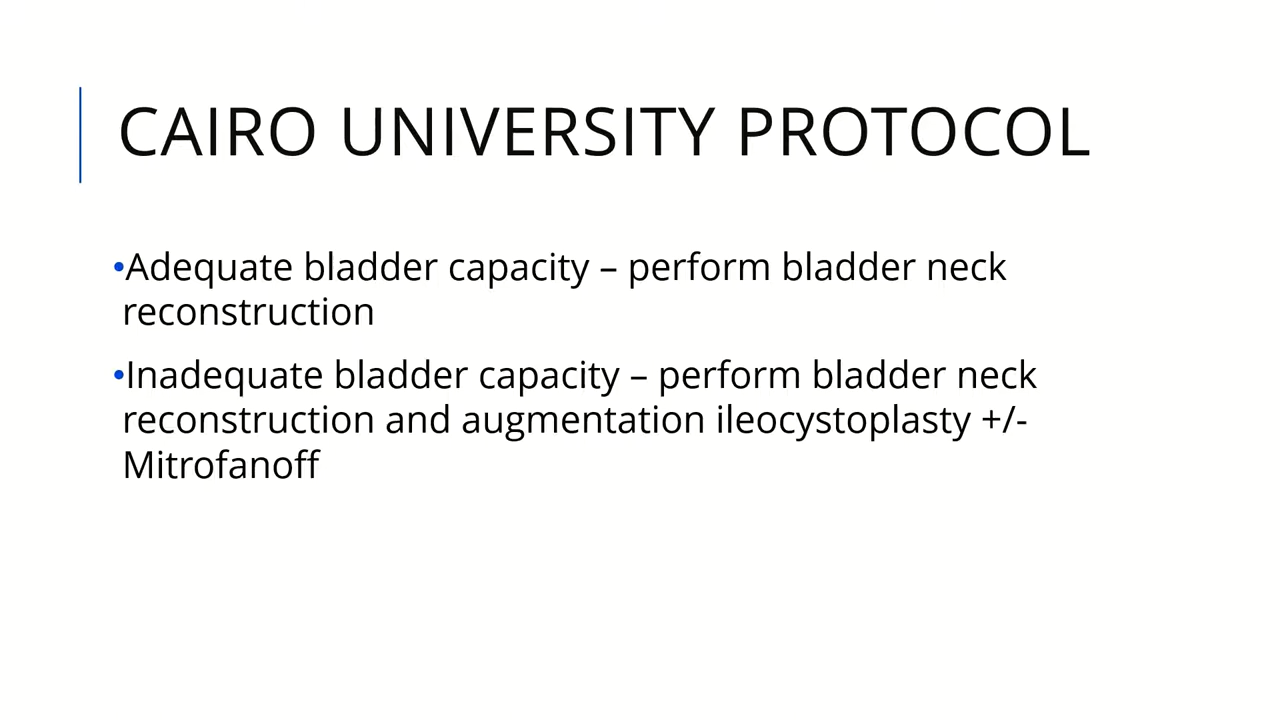 CAIRO UNIVERSITY PROTOCOL
•Adequate bladder capacity – perform bladder neck
reconstruction
•Inadequate bladder capacity – perform bladder neck
reconstruction and augmentation ileocystoplasty +/-
Mitrofanoff